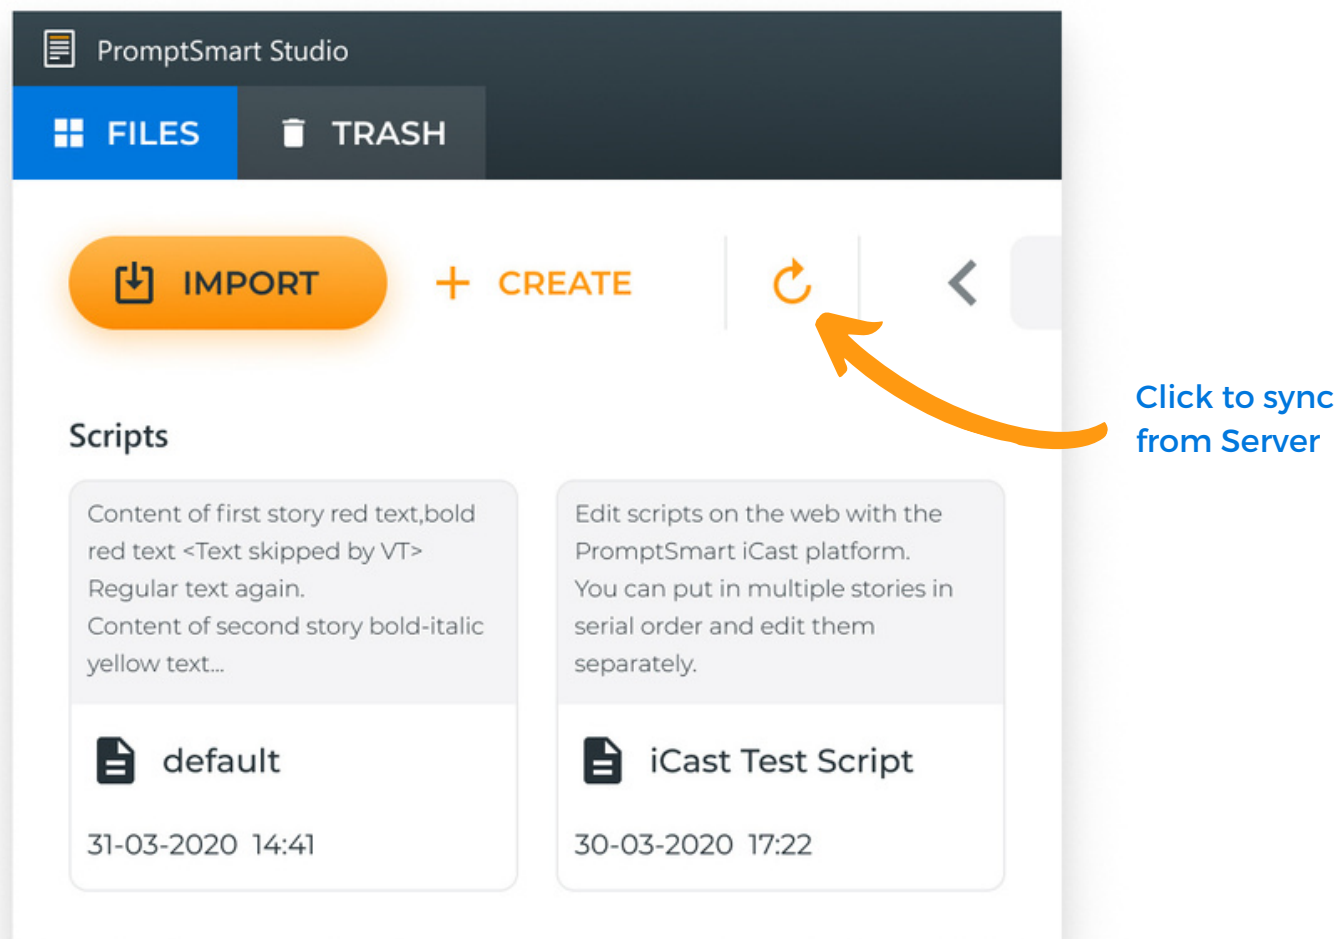 PromptSmart Studio
FILES
TRASH
IMPORT
+ CREATE
Click to sync
from Server
Scripts
Content of first story red text,bold
red text <Text skipped by VT>
Regular text again.
Content of second story bold-italic
yellow text...
default
31-03-2020 14:41
Edit scripts on the web with the
PromptSmart iCast platform.
You can put in multiple stories in
serial order and edit them
separately.
iCast Test Script
30-03-2020 17:22